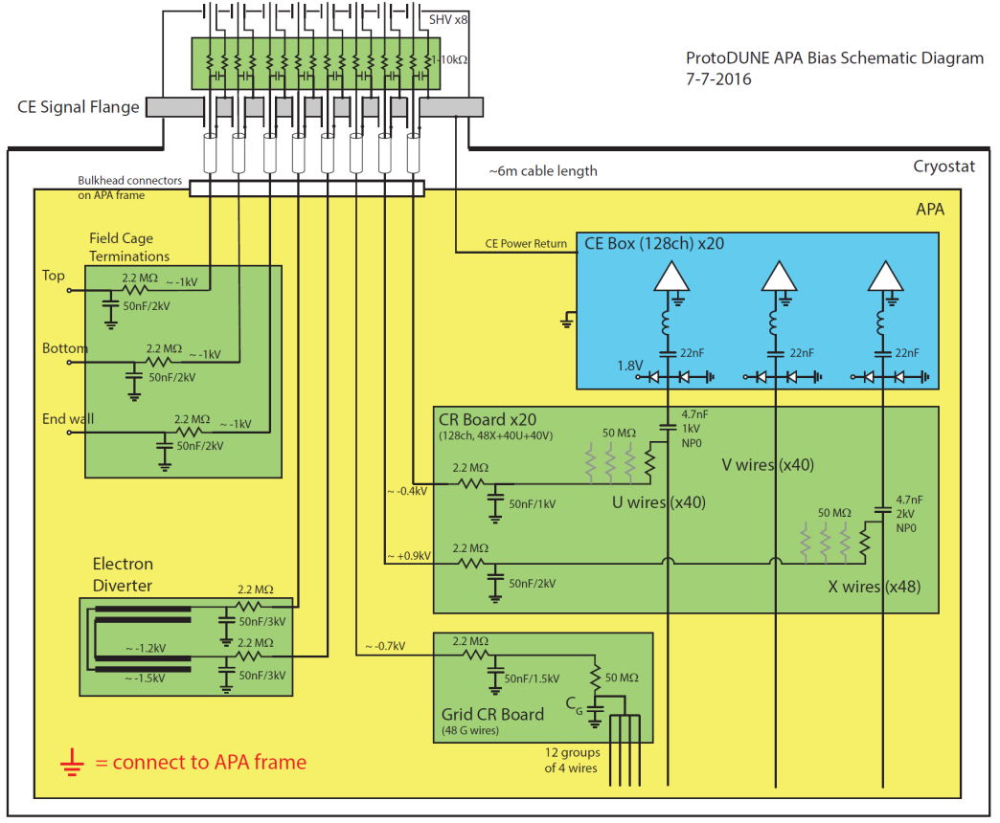 SHV x8
1-10kΩ
ProtoDUNE APA Bias Schematic Diagram
7-7-2016
CE Signal Flange
~6m cable length
Cryostat
Bulkhead connectors
on APA frame
APA
Field Cage
Terminations
CE Power Return
CE Box (128ch) x20
Top
2.2 MΩ
~ -1kV
50nF/2kV
Bottom
2.2 MΩ
~ -1kV
50nF/2kV
22nF
22nF
22nF
1.8V
End wall
2.2 MΩ
~ -1kV
50nF/2kV
CR Board x20
(128ch, 48X+40U+40V)
4.7nF
1kV
NP0
50 MΩ
2.2 MΩ
V wires (x40)
~ -0.4kV
50nF/1kV
U wires (x40)
4.7nF
2kV
NP0
50 MΩ
2.2 MΩ
~ +0.9kV
50nF/2kV
X wires (x48)
Electron
Diverter
2.2 MΩ
50nF/3kV
2.2 MΩ
~ -1.2kV
50nF/3kV
~ -1.5kV
~ -0.7kV
2.2 MΩ
50nF/1.5kV
50 MΩ
CG
Grid CR Board
(48 G wires)
12 groups
of 4 wires
= connect to APA frame